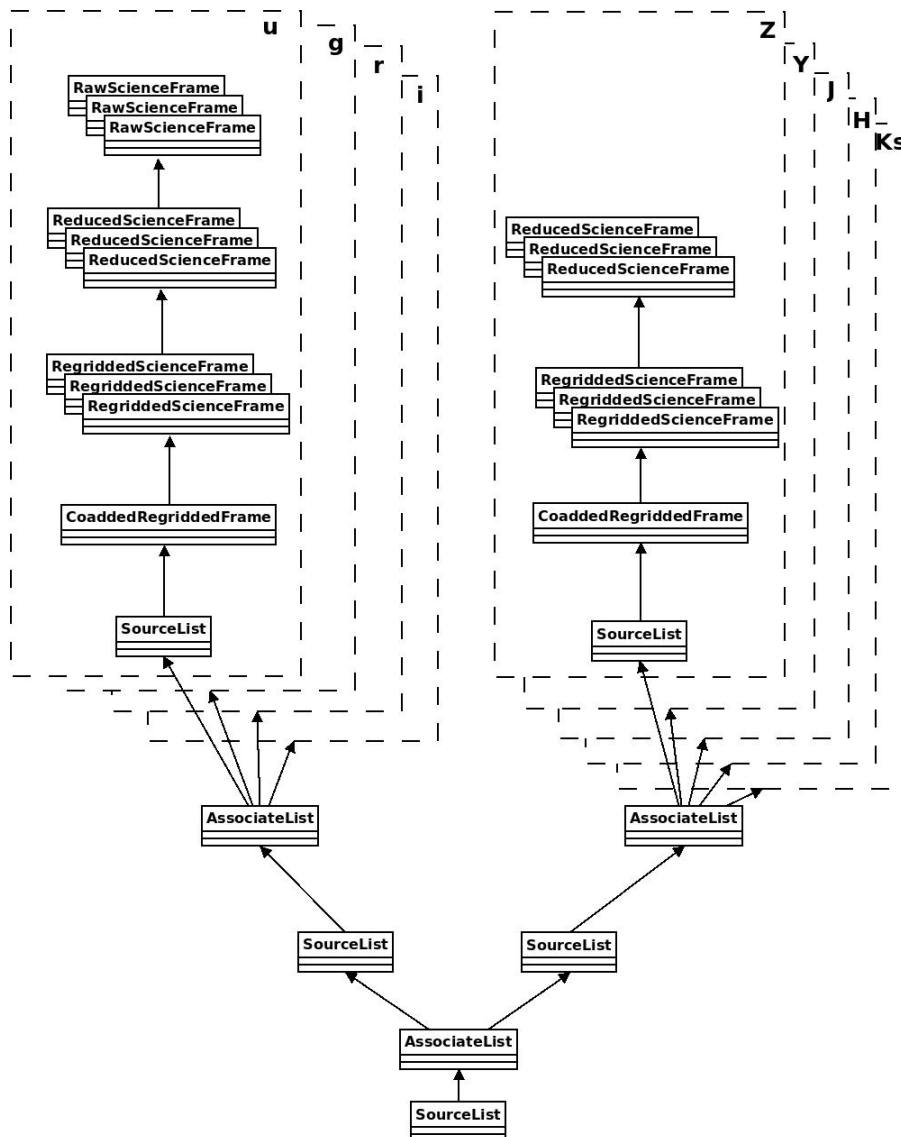 u
g
r
i
RawScienceFrame
RawScienceFrame
RawScienceFrame
ReducedScienceFrame
ReducedScienceFrame
ReducedScienceFrame
RegriddedScienceFrame
RegriddedScienceFrame
RegriddedScienceFrame
CoaddedRegriddedFrame
SourceList
Z
Y
J
H
Ks
ReducedScienceFrame
ReducedScienceFrame
ReducedScienceFrame
RegriddedScienceFrame
RegriddedScienceFrame
RegriddedScienceFrame
CoaddedRegriddedFrame
SourceList
AssociateList
AssociateList
SourceList
SourceList
AssociateList
SourceList